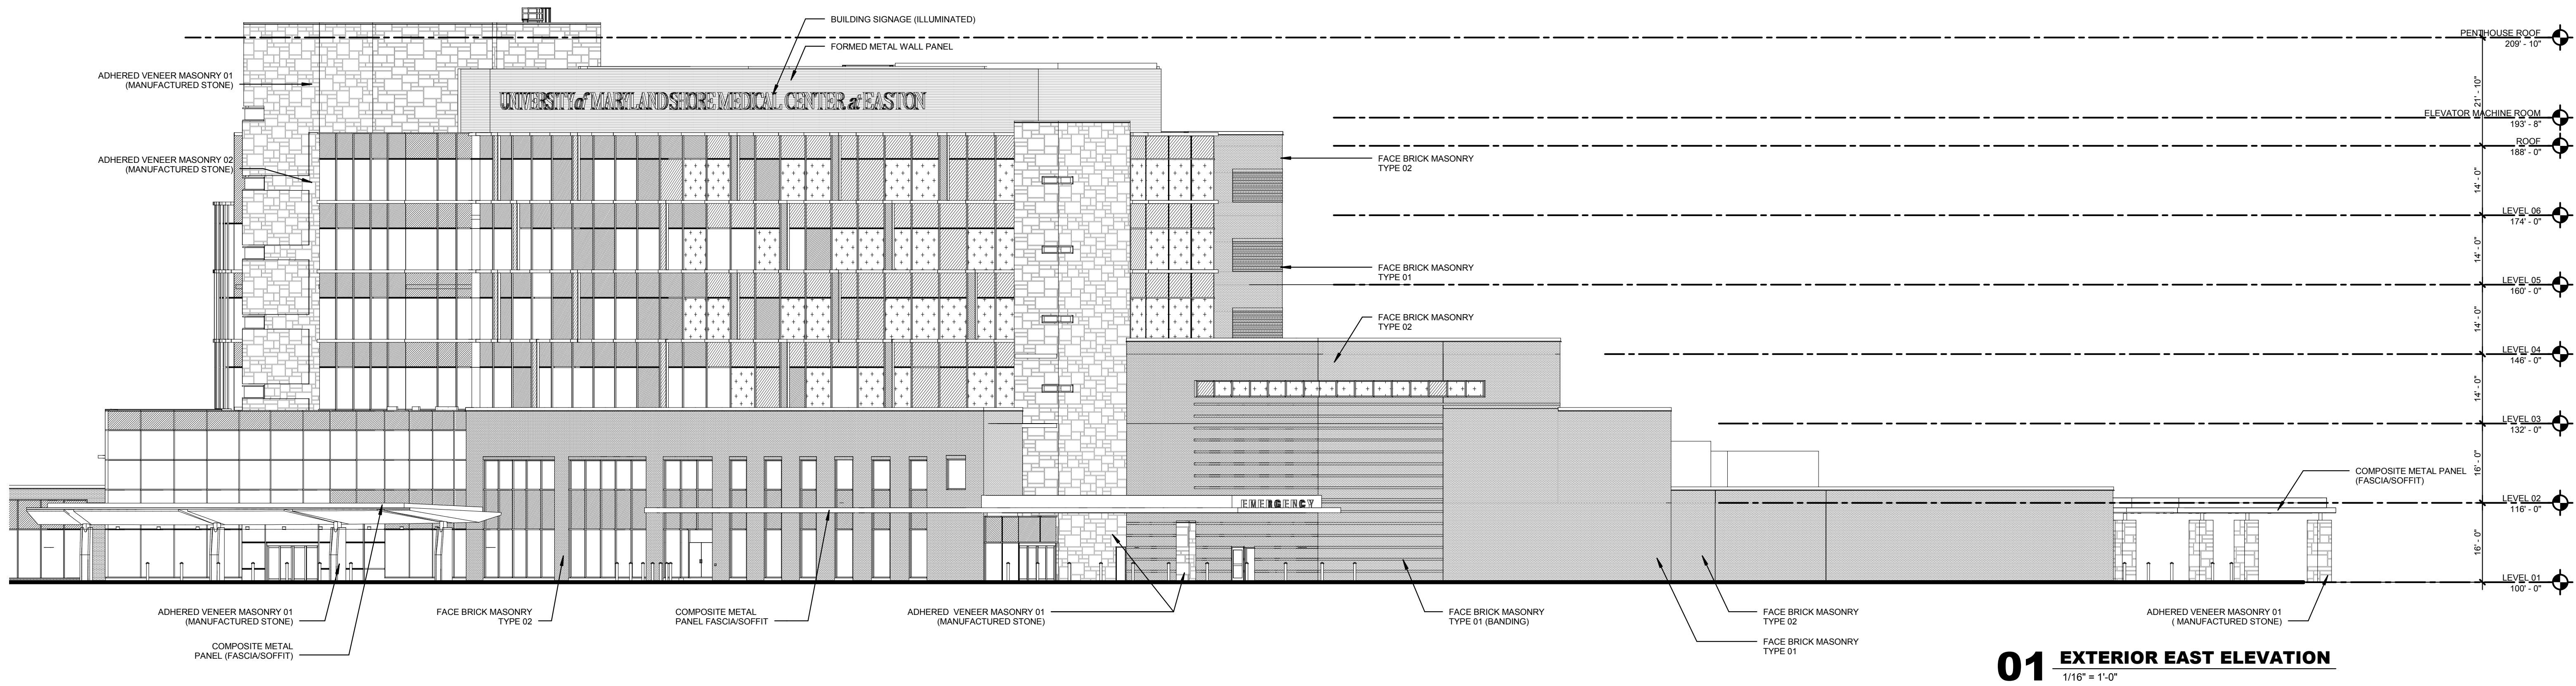 BUILDING SIGNAGE (ILLUMINATED)
FORMED METAL WALL PANEL
ADHERED VENEER MASONRY 01
(MANUFACTURED STONE)
UNIVERSITY of MARYLAND SHORE MEDICAL CENTER at EASTON
ADHERED VENEER MASONRY 02
(MANUFACTURED STONE)
FACE BRICK MASONRY
TYPE 02
FACE BRICK MASONRY
TYPE 01
FACE BRICK MASONRY
TYPE 02
PENTHOUSE ROOF
209' - 10"
21' - 10"
ELEVATOR MACHINE ROOM
193' - 8"
ROOF
188' - 0"
14' - 0"
LEVEL 06
174' - 0"
14' - 0"
LEVEL 05
160' - 0"
14' - 0"
LEVEL 04
146' - 0"
14' - 0"
LEVEL 03
132' - 0"
16' - 0"
COMPOSITE METAL PANEL
(FASCIA/SOFFIT)
LEVEL 02
116' - 0"
16' - 0"
LEVEL 01
100' - 0"
EMERGENCY
ADHERED VENEER MASONRY 01
(MANUFACTURED STONE)
COMPOSITE METAL
PANEL (FASCIA/SOFFIT)
FACE BRICK MASONRY
TYPE 02
COMPOSITE METAL
PANEL FASCIA/SOFFIT
ADHERED VENEER MASONRY 01
(MANUFACTURED STONE)
FACE BRICK MASONRY
TYPE 01 (BANDING)
FACE BRICK MASONRY
TYPE 02
FACE BRICK MASONRY
TYPE 01
ADHERED VENEER MASONRY 01
( MANUFACTURED STONE)
01 EXTERIOR EAST ELEVATION
1/16" = 1'-0"